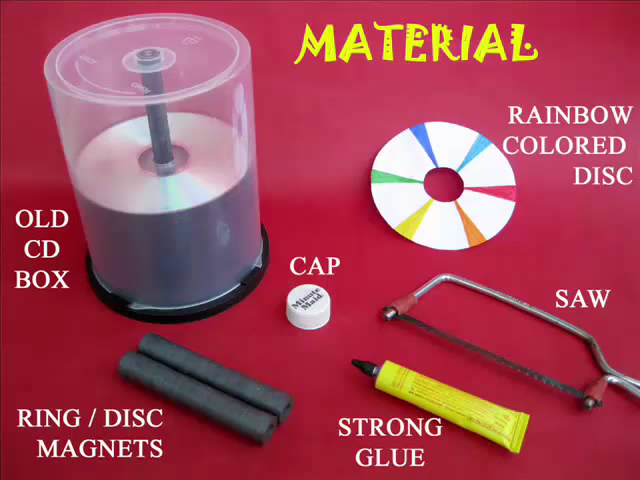 MATERIAL
RAINBOW
COLORED
DISC
OLD
CD
BOX
CAP
Minute
Maid
SAW
RING / DISC
MAGNETS
STRONG
GLUE